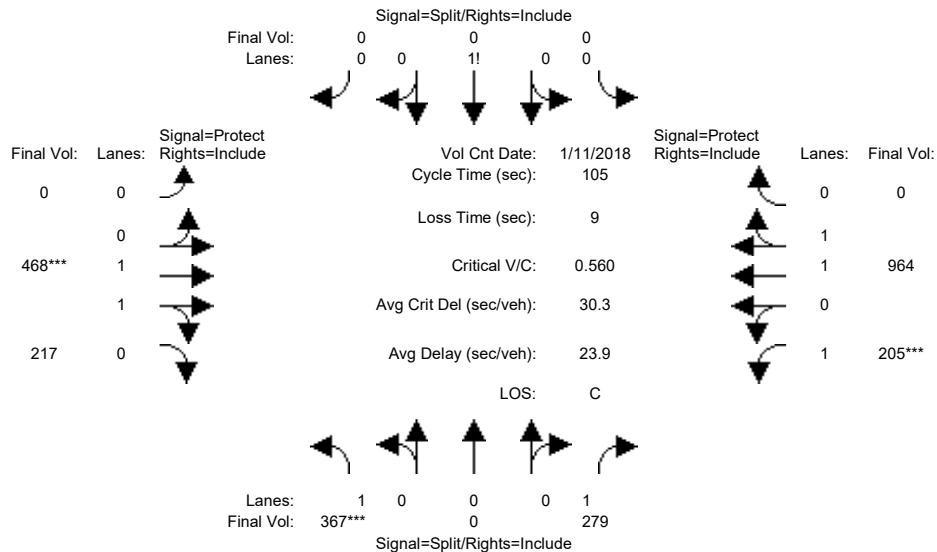 Signal=Split/Rights=Include
Final Vol: 0 0 0
Lanes: 0 0 1! 0 0
Signal=Protect Signal=Protect
Final Vol: Lanes: Rights=Include Vol Cnt Date: 1/11/2018 Rights=Include Lanes: Final Vol:
Cycle Time (sec): 105
0 0 0 0
Loss Time (sec): 9
0 1
468*** 1 Critical V/C: 0.560 1 964
1 Avg Crit Del (sec/veh): 30.3 0
217 0 Avg Delay (sec/veh): 23.9 1 205***
LOS: C
Lanes: 1 0 0 0 1
Final Vol: 367*** 0 279
Signal=Split/Rights=Include